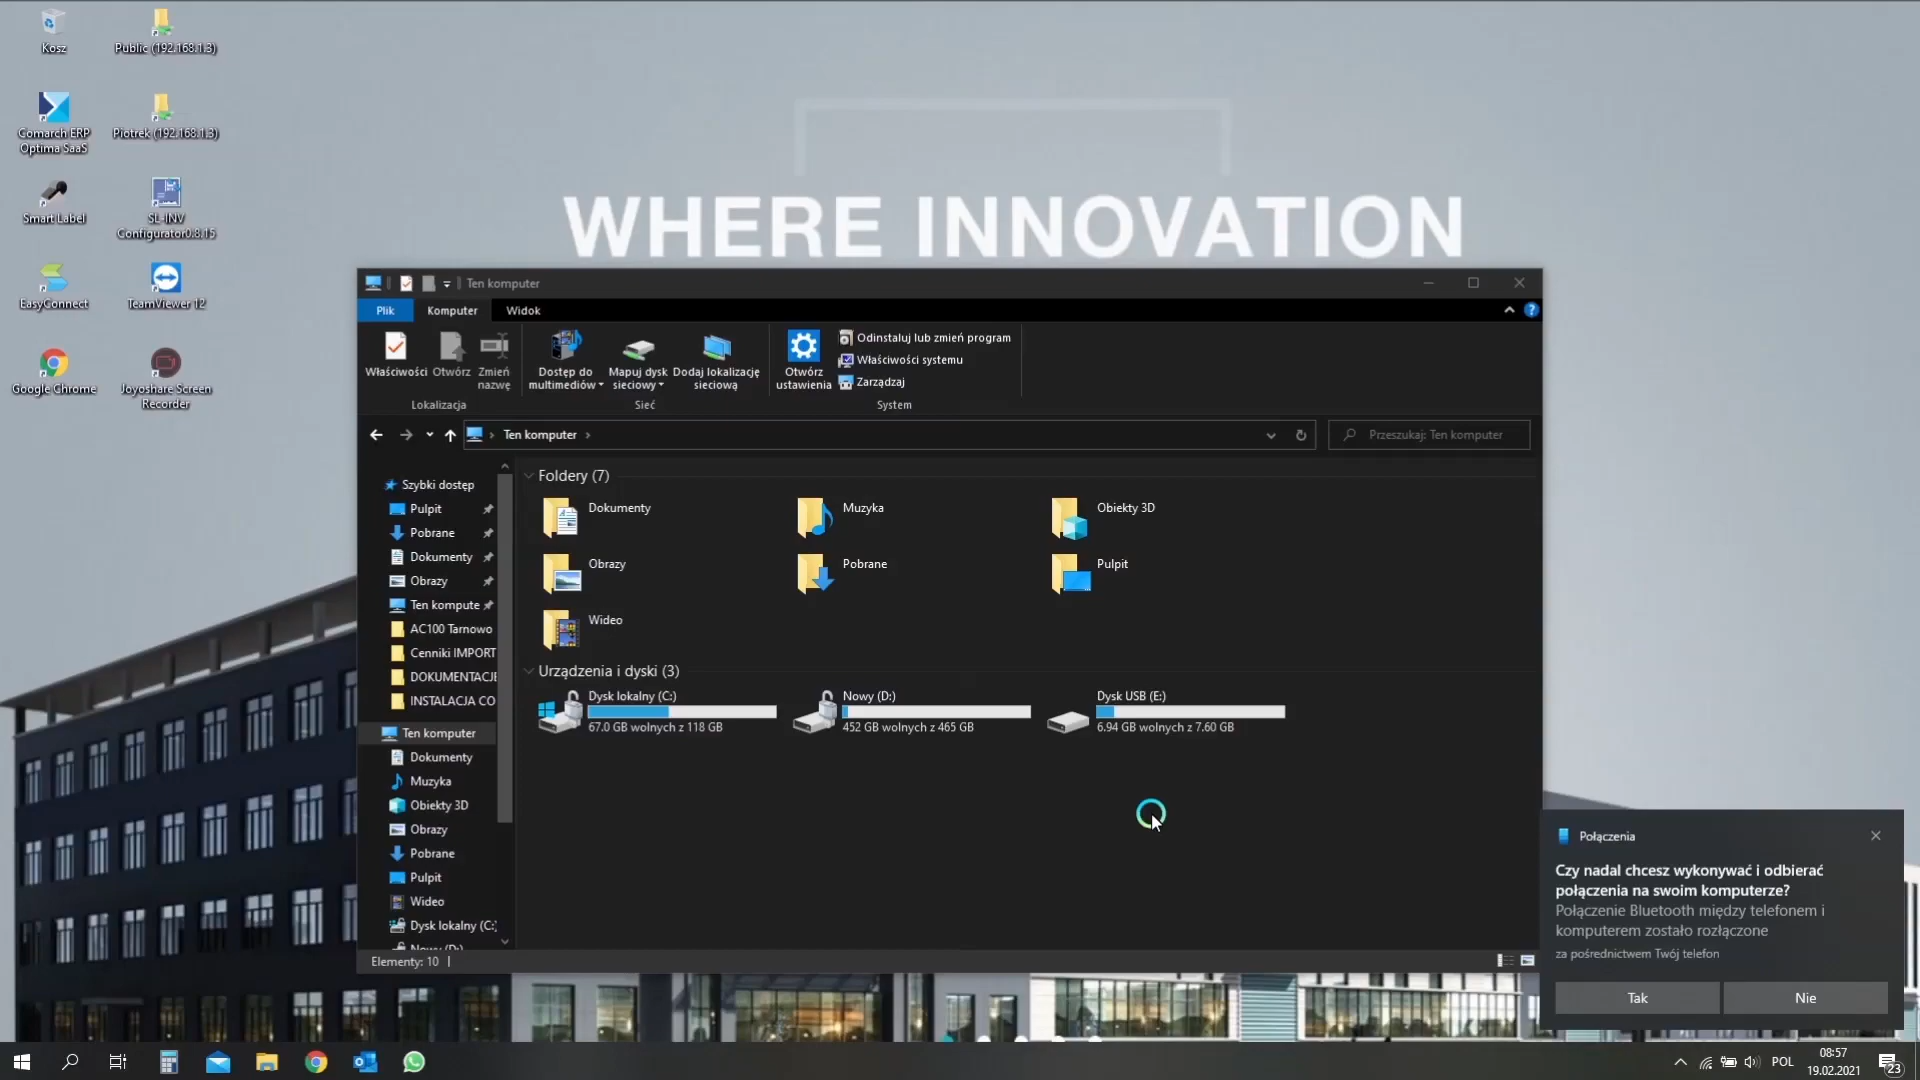 Kosz
Public (192.168.1.3)
Comarch ERP
Optima SaaS
Piotrek (192.168.1.3)
Smart Label
SL-INV
Configurator0.8.15
EasyConnect
TeamViewer 12
Google Chrome
Joyoshare Screen
Recorder
WHERE INNOVATION
Ten komputer
Plik
Komputer
Widok
Właściwości
Otwórz
Zmień
nazwę
Dostęp do
multimediów
Mapuj dysk
sieciowy
Dodaj lokalizację
sieciową
Otwórz
ustawienia
Odinstaluj lub zmień program
Właściwości systemu
Zarządzaj
Lokalizacja
Sieć
System
Ten komputer
Przeszukaj: Ten komputer
Szybki dostęp
Pulpit
Pobrane
Dokumenty
Obrazy
Ten kompute
AC100 Tarnowo
Cenniki IMPORT
DOKUMENTACJE
INSTALACJA CO
Ten komputer
Dokumenty
Muzyka
Obiekty 3D
Obrazy
Pobrane
Pulpit
Wideo
Dysk lokalny (C:
Nowy (D:)
Foldery (7)
Dokumenty
Muzyka
Obiekty 3D
Obrazy
Pobrane
Pulpit
Wideo
Urządzenia i dyski (3)
Dysk lokalny (C:)
67.0 GB wolnych z 118 GB
Nowy (D:)
452 GB wolnych z 465 GB
Dysk USB (E:)
6.94 GB wolnych z 7.60 GB
Elementy: 10
Połączenia
Czy nadal chcesz wykonywać i odbierać
połączenia na swoim komputerze?
Połączenie Bluetooth między telefonem i
komputerem zostało rozłączone
za pośrednictwem Twój telefon
Tak
Nie
POL
08:57
19.02.2021
23